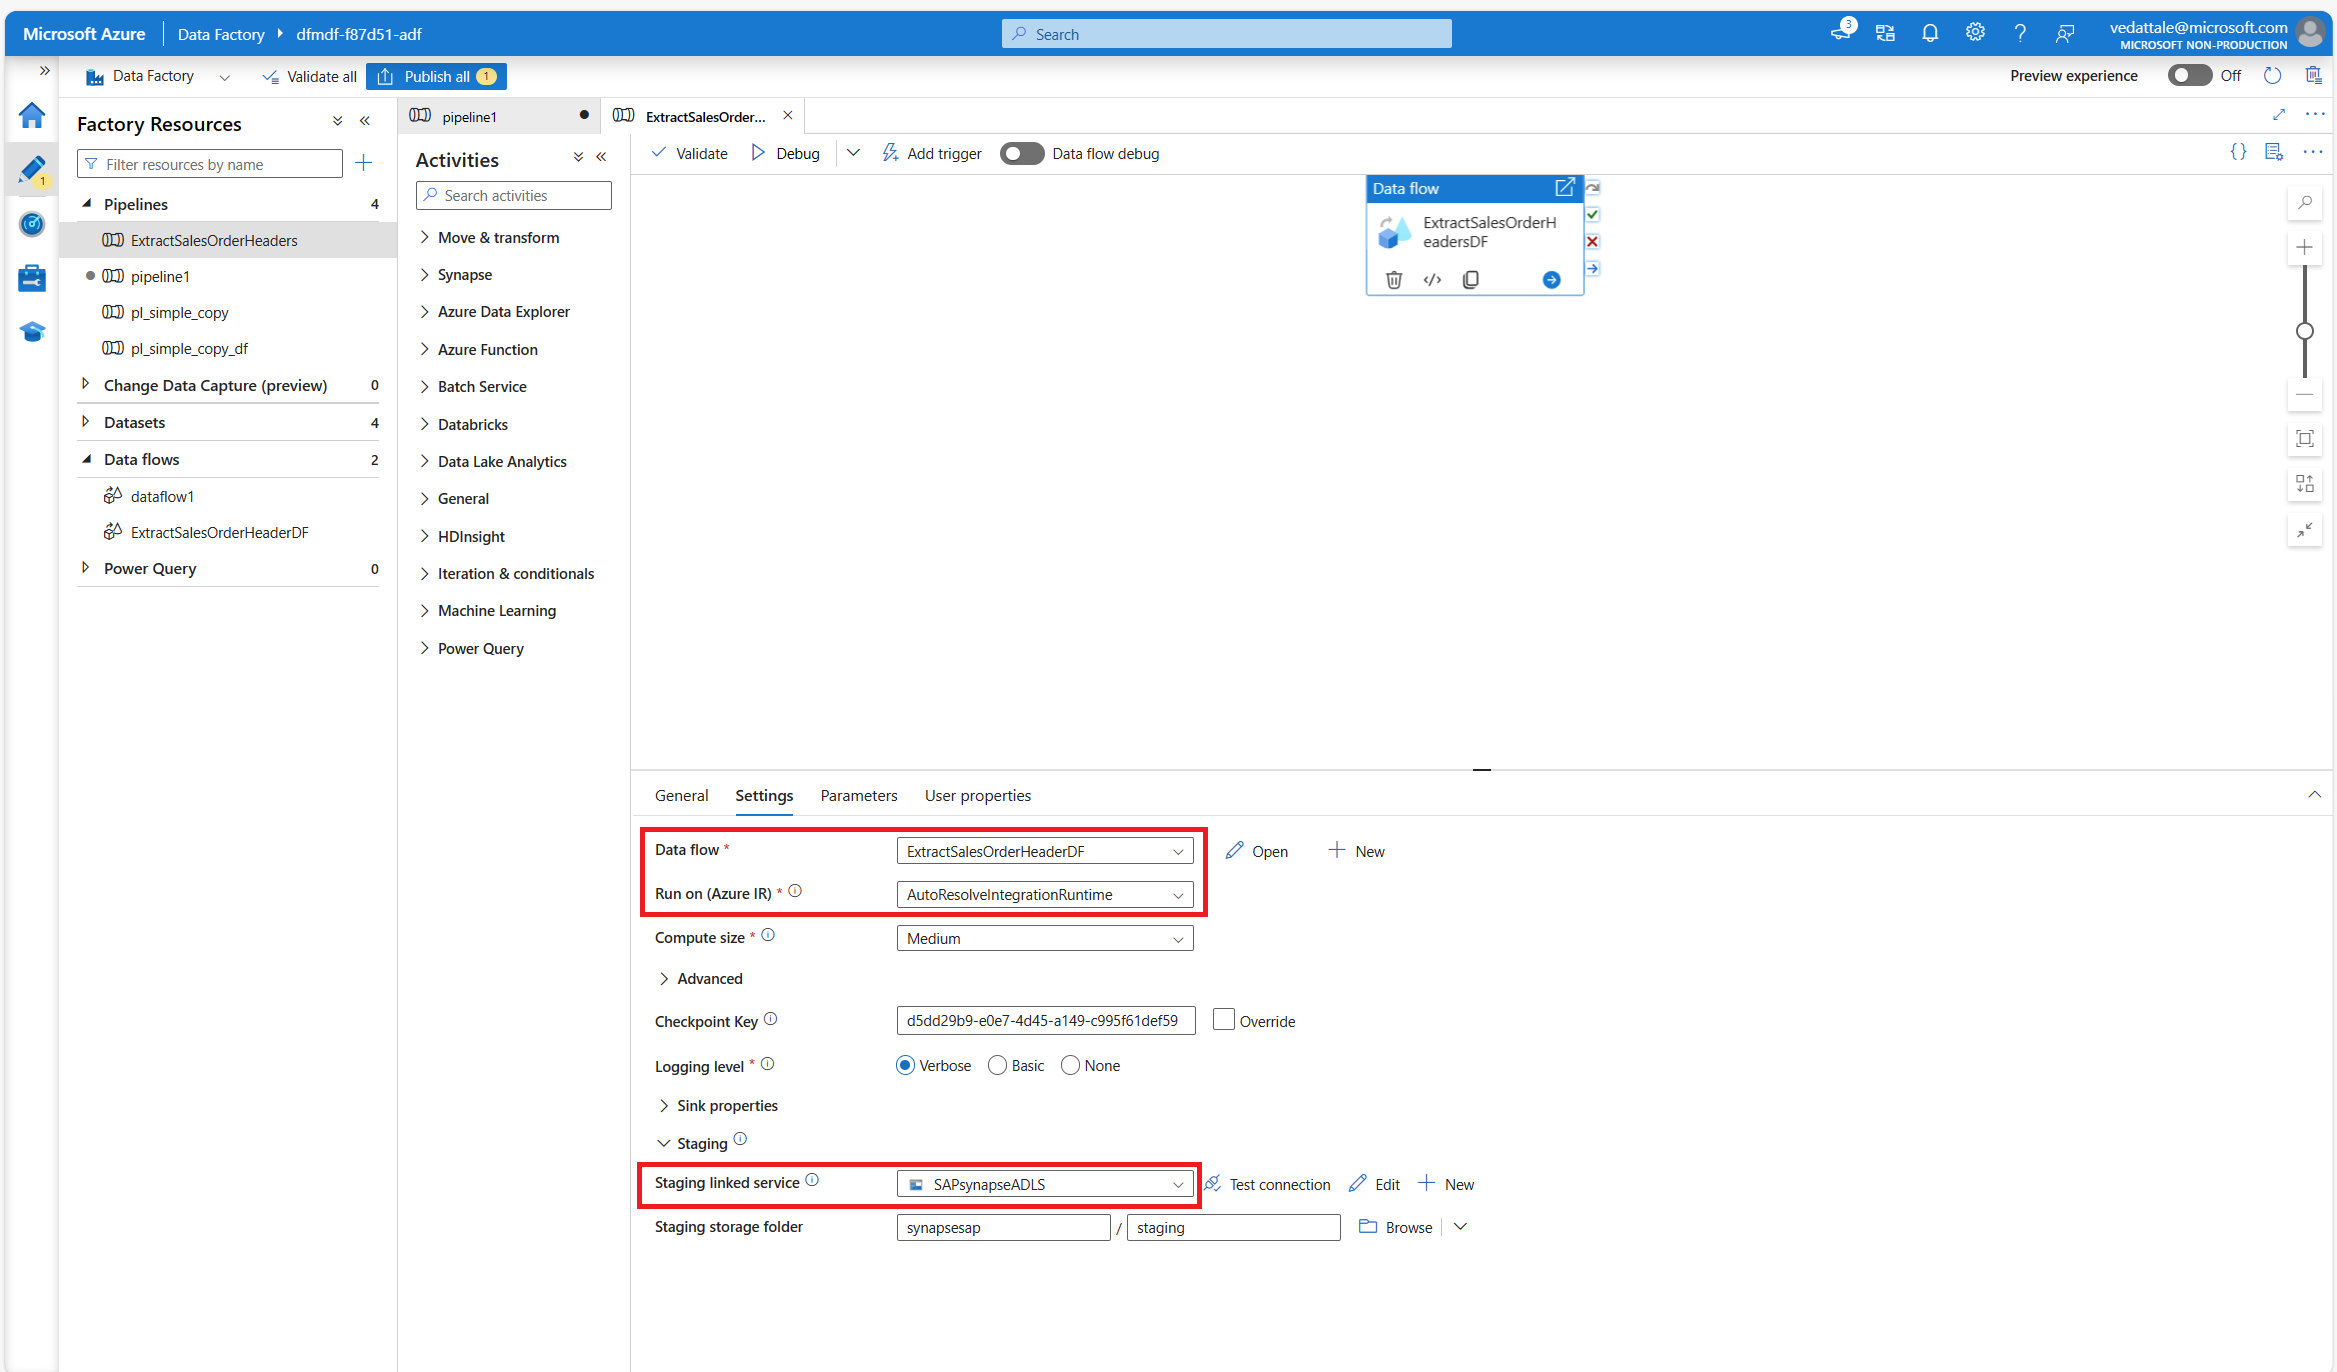 Microsoft Azure
Data Factory
dfmdf-f87d51-adf
Search
3
?
vedattale@microsoft.com
MICROSOFT NON-PRODUCTION
Data Factory
Validate all
Publish all
1
Preview experience
Off
1
Factory Resources
Filter resources by name
Pipelines
4
ExtractSalesOrderHeaders
pipeline1
pl_simple_copy
pl_simple_copy_df
Change Data Capture (preview)
0
Datasets
4
Data flows
2
dataflow1
ExtractSalesOrderHeaderDF
Power Query
0
pipeline1
ExtractSalesOrder...
Activities
Search activities
Move & transform
Synapse
Azure Data Explorer
Azure Function
Batch Service
Databricks
Data Lake Analytics
General
HDInsight
Iteration & conditionals
Machine Learning
Power Query
Validate
Debug
Add trigger
Data flow debug
Data flow
ExtractSalesOrderH
eadersDF
General
Settings
Parameters
User properties
Data flow *
ExtractSalesOrderHeaderDF
Open
New
Run on (Azure IR) *
AutoResolveIntegrationRuntime
Compute size *
Medium
Advanced
Checkpoint Key
d5dd29b9-e0e7-4d45-a149-c995f61def59
Override
Logging level *
Verbose
Basic
None
Sink properties
Staging
Staging linked service
SAPsynapseADLS
Test connection
Edit
New
Staging storage folder
synapsesap
/
staging
Browse